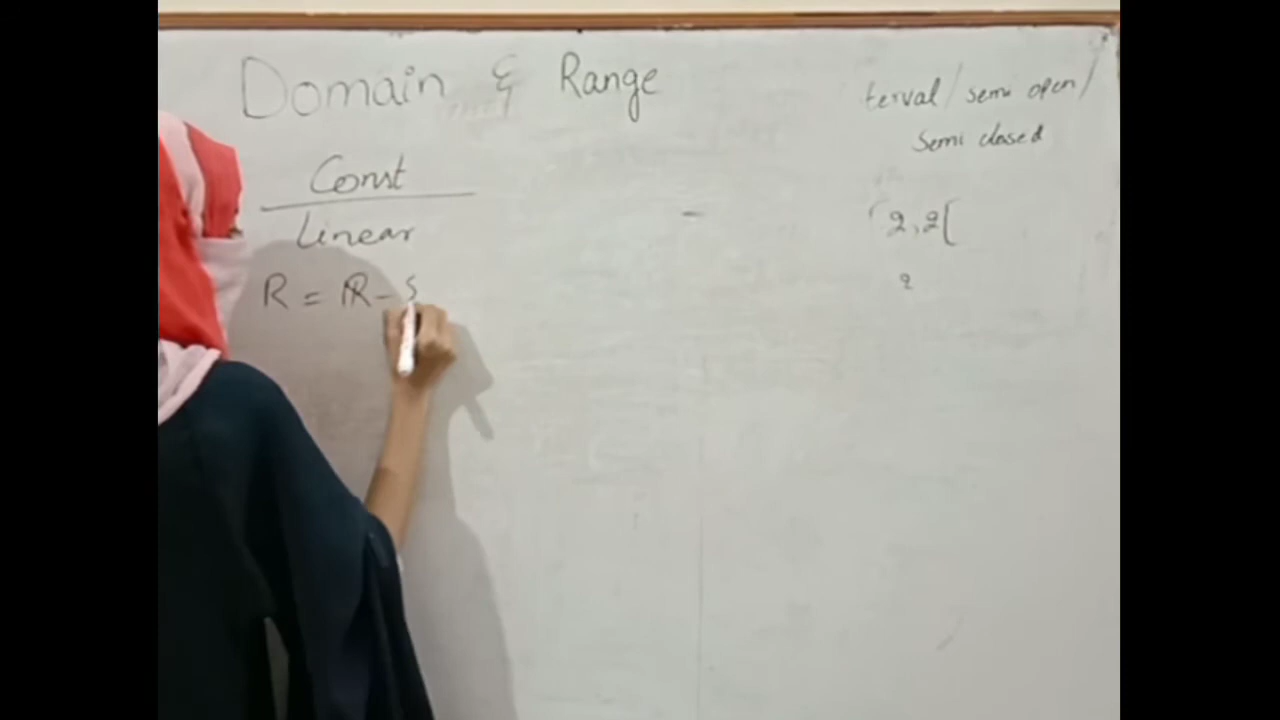 Domain & Range
Const
Linear
R = R -
terval / semi open /
semi closed
2, 2[
2